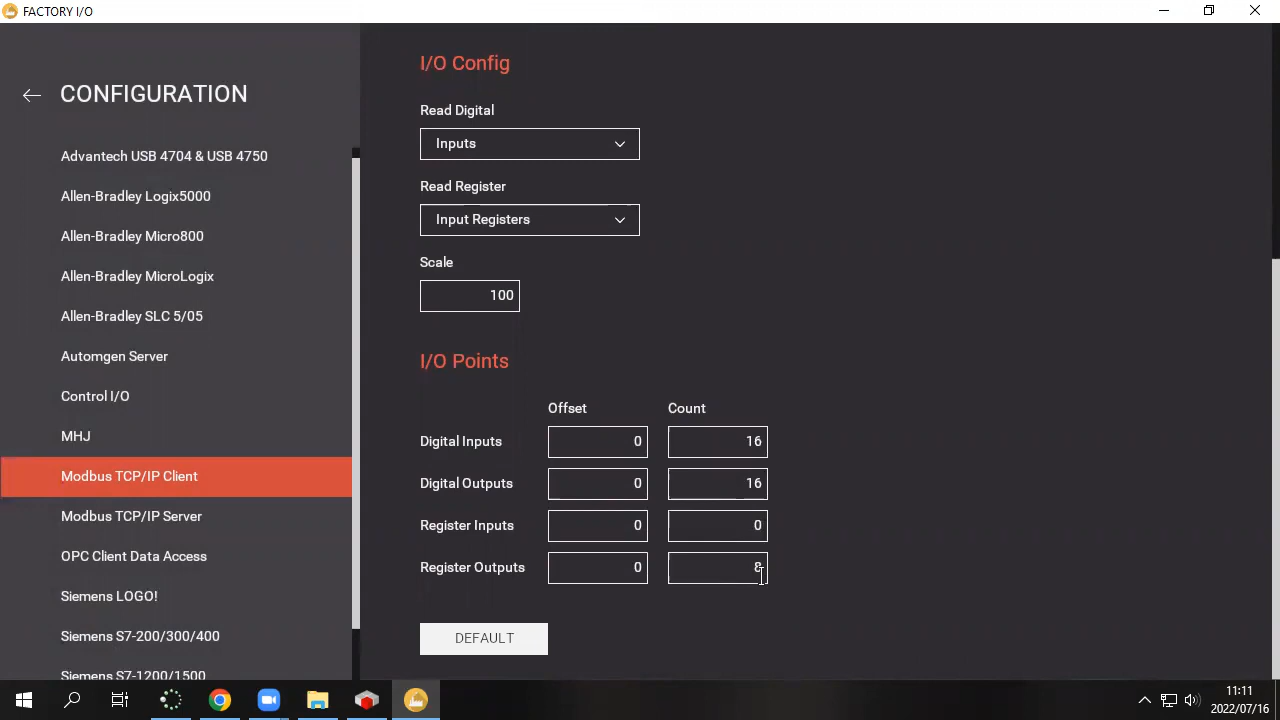 FACTORY I/O
CONFIGURATION
Advantech USB 4704 & USB 4750
Allen-Bradley Logix5000
Allen-Bradley Micro800
Allen-Bradley MicroLogix
Allen-Bradley SLC 5/05
Automgen Server
Control I/O
MHJ
Modbus TCP/IP Client
Modbus TCP/IP Server
OPC Client Data Access
Siemens LOGO!
Siemens S7-200/300/400
Siemens S7-1200/1500
I/O Config
Read Digital
Inputs
Read Register
Input Registers
Scale
100
I/O Points
Offset Count
Digital Inputs 0 16
Digital Outputs 0 16
Register Inputs 0 0
Register Outputs 0 8
DEFAULT
11:11
2022/07/16